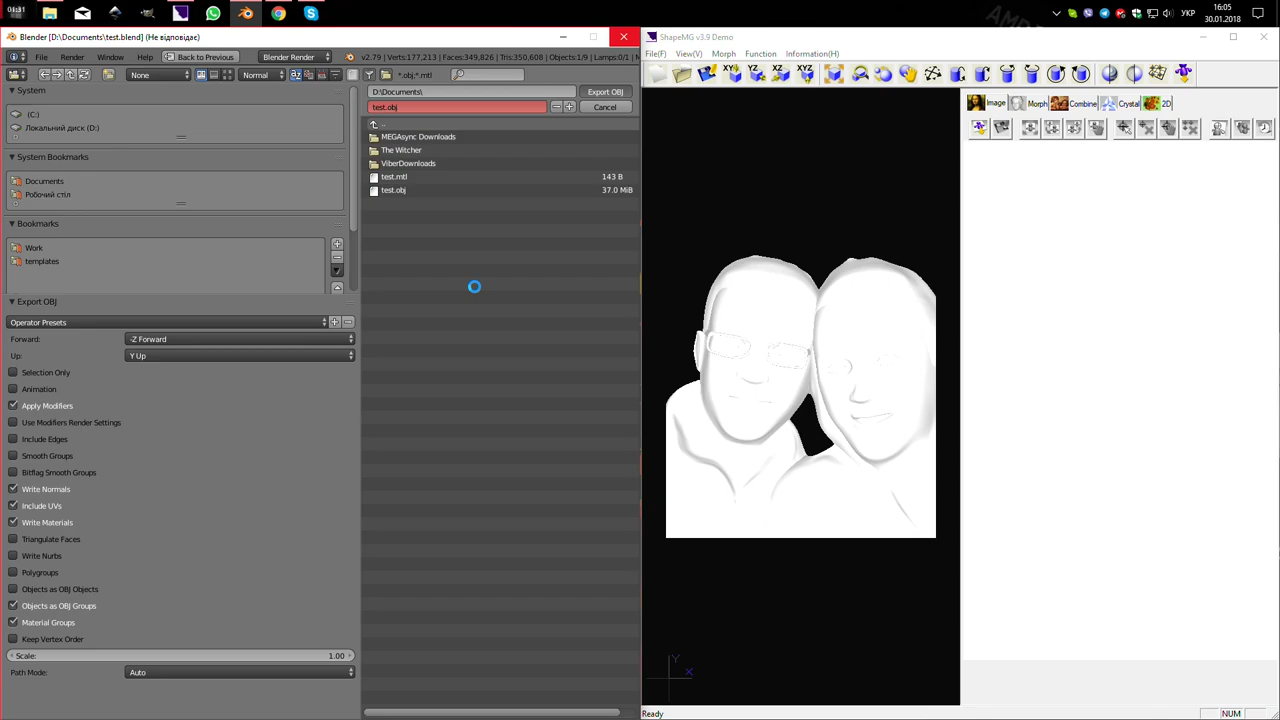 01:31
УКР
16:05
30.01.2018
Blender [D:\Documents\test.blend] (Не відповідає)
File
Render
Window
Help
Back to Previous
Blender Render
v2.79 | Verts:177,213 | Faces:349,826 | Tris:350,608 | Objects:1/9 | Lamps:0/1 | M
None
Normal
*.obj;*.mtl
System
(C:)
Локальний диск (D:)
System Bookmarks
Documents
Робочий стіл
Bookmarks
Work
templates
D:\Documents\
Export OBJ
test.obj
Cancel
..
MEGAsync Downloads
The Witcher
ViberDownloads
test.mtl
143 B
test.obj
37.0 MiB
Export OBJ
Operator Presets
Forward:
-Z Forward
Up:
Y Up
Selection Only
Animation
Apply Modifiers
Use Modifiers Render Settings
Include Edges
Smooth Groups
Bitflag Smooth Groups
Write Normals
Include UVs
Write Materials
Triangulate Faces
Write Nurbs
Polygroups
Objects as OBJ Objects
Objects as OBJ Groups
Material Groups
Keep Vertex Order
Scale:
1.00
Path Mode:
Auto
ShapeMG v3.9 Demo
File(F)
View(V)
Morph
Function
Information(H)
XY
YZ
XZ
XYZ
Image
Morph
Combine
Crystal
2D
Y
X
Ready
NUM